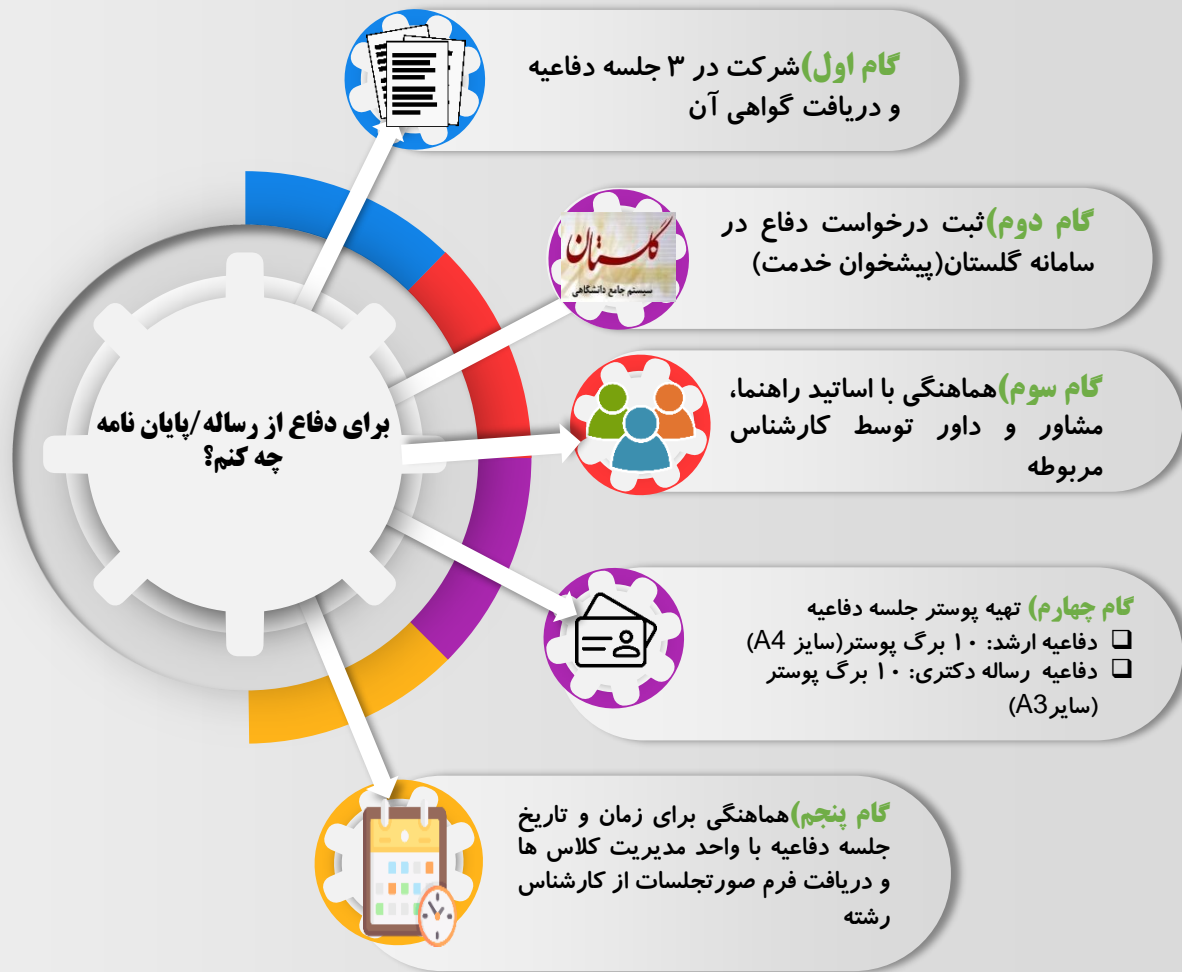 گام اول)شرکت در ۳ جلسه دفاعیه
و دریافت گواهی آن
گام دوم)ثبت درخواست دفاع در
سامانه گلستان(پیشخوان خدمت)
گلستان
سیستم جامع دانشگاهی
برای دفاع از رساله/پایان نامه
چه کنم؟
گام سوم)هماهنگی با اساتید راهنما،
مشاور و داور توسط کارشناس
مربوطه
گام چهارم) تهیه پوستر جلسه دفاعیه
❑ دفاعیه ارشد: ۱۰ برگ پوستر(سایز A4)
❑ دفاعیه رساله دکتری: ۱۰ برگ پوستر
(سایرA3)
گام پنجم)هماهنگی برای زمان و تاریخ
جلسه دفاعیه با واحد مدیریت کلاس ها
و دریافت فرم صورتجلسات از کارشناس
رشته